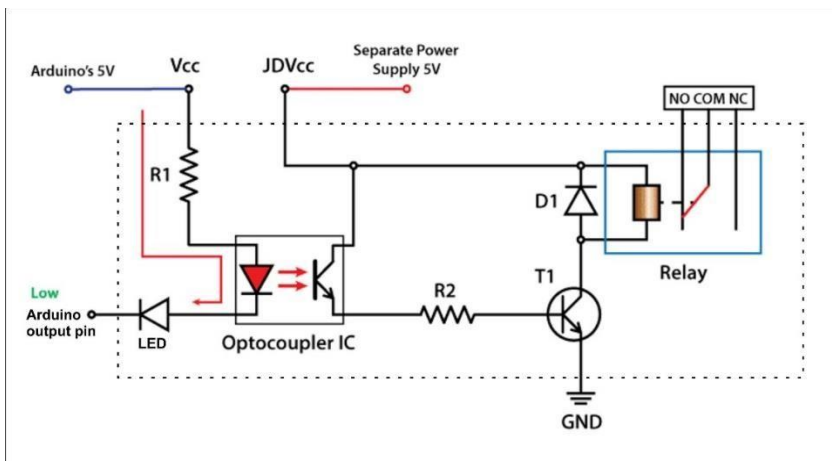 Arduino's 5V
Vcc
JDVcc
Separate Power
Supply 5V
NO COM NC
R1
D1
Relay
T1
R2
Low
Arduino
output pin
LED
Optocoupler IC
GND